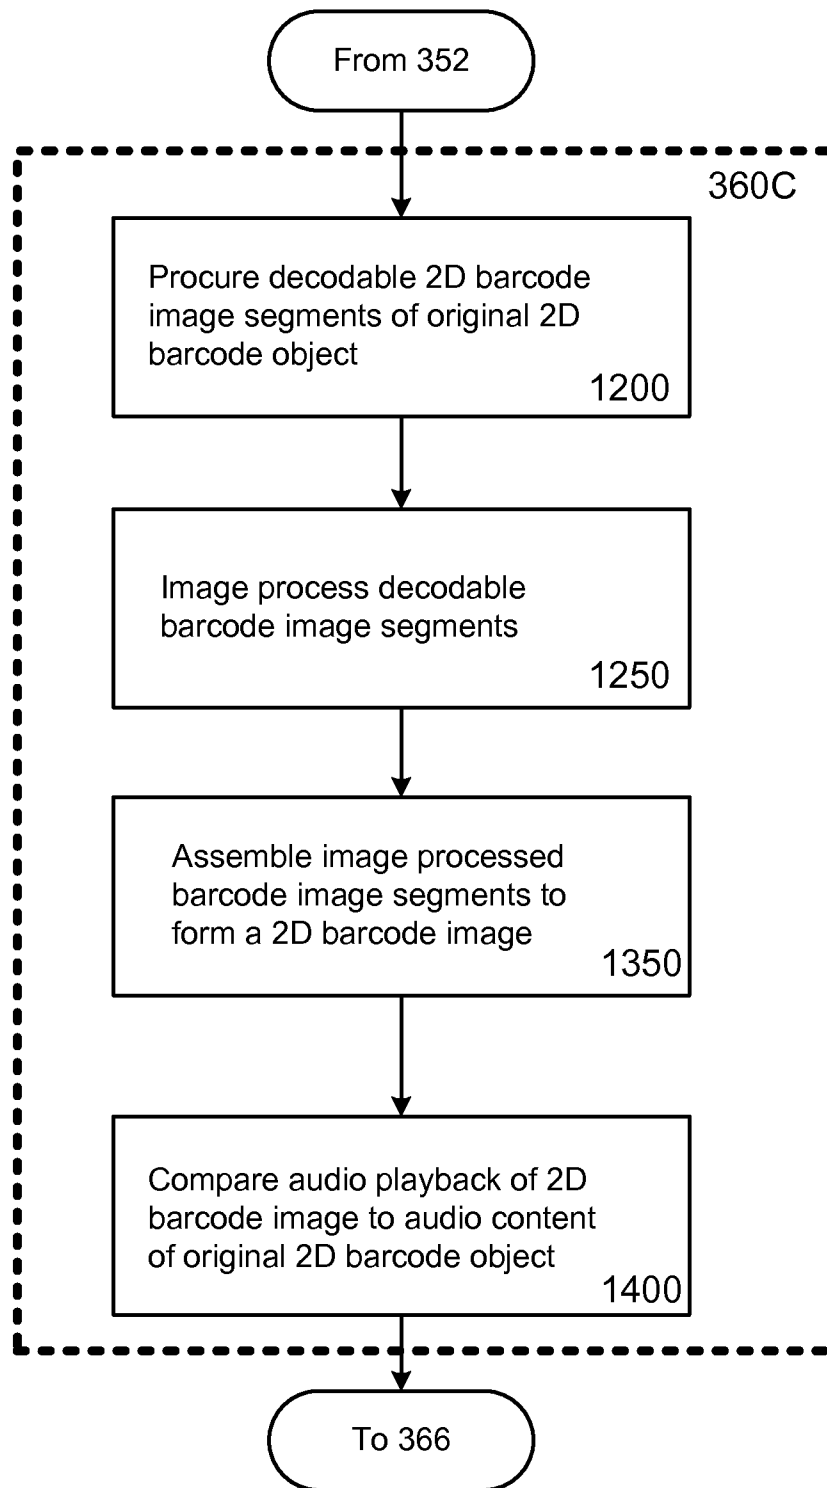 From 352
360C
Procure decodable 2D barcode
image segments of original 2D
barcode object
1200
Image process decodable
barcode image segments
1250
Assemble image processed
barcode image segments to
form a 2D barcode image
1350
Compare audio playback of 2D
barcode image to audio content
of original 2D barcode object
1400
To 366